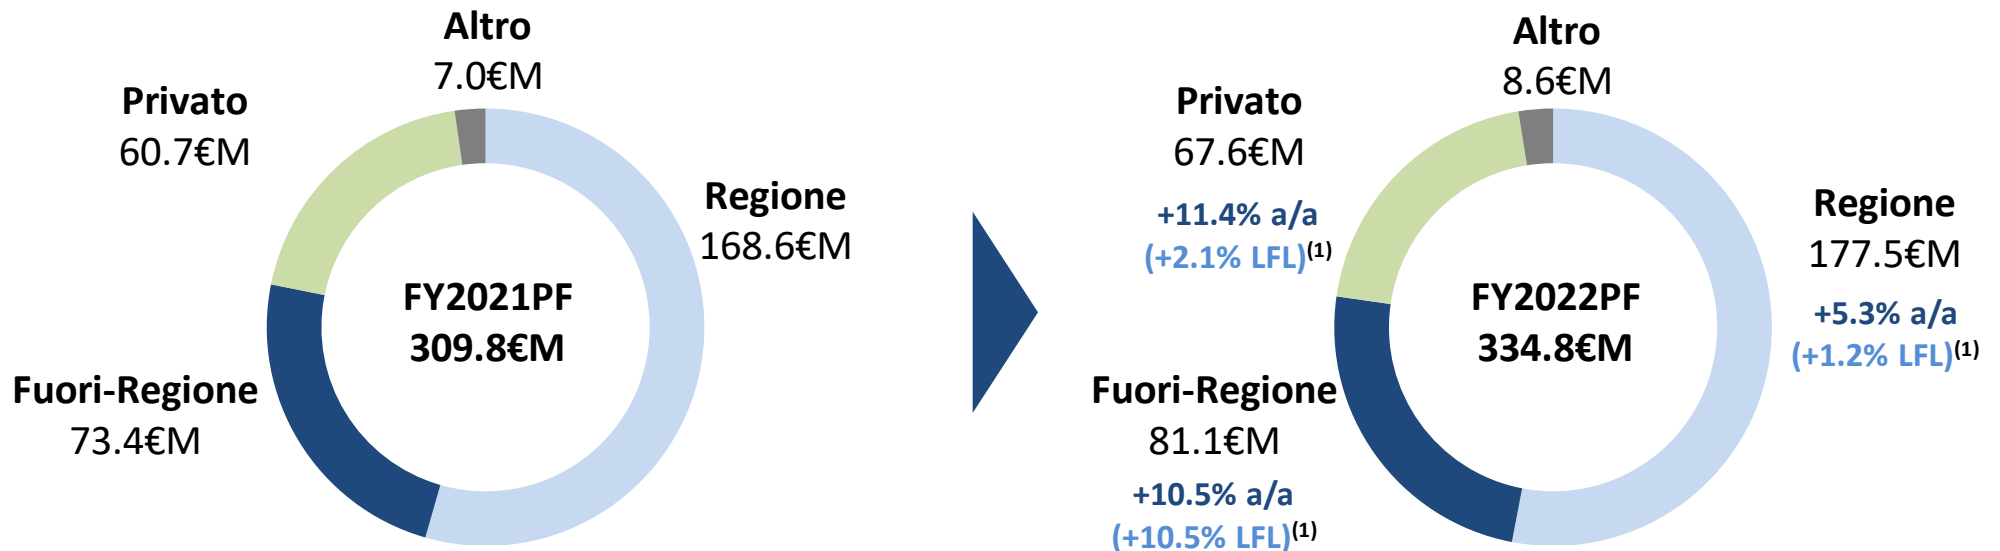 Altro
7.0€M
Privato
60.7€M
Regione
168.6€M
FY2021PF
309.8€M
Fuori-Regione
73.4€M
Altro
8.6€M
Privato
67.6€M
+11.4% a/a
(+2.1% LFL)(1)
Regione
177.5€M
+5.3% a/a
(+1.2% LFL)(1)
FY2022PF
334.8€M
Fuori-Regione
81.1€M
+10.5% a/a
(+10.5% LFL)(1)